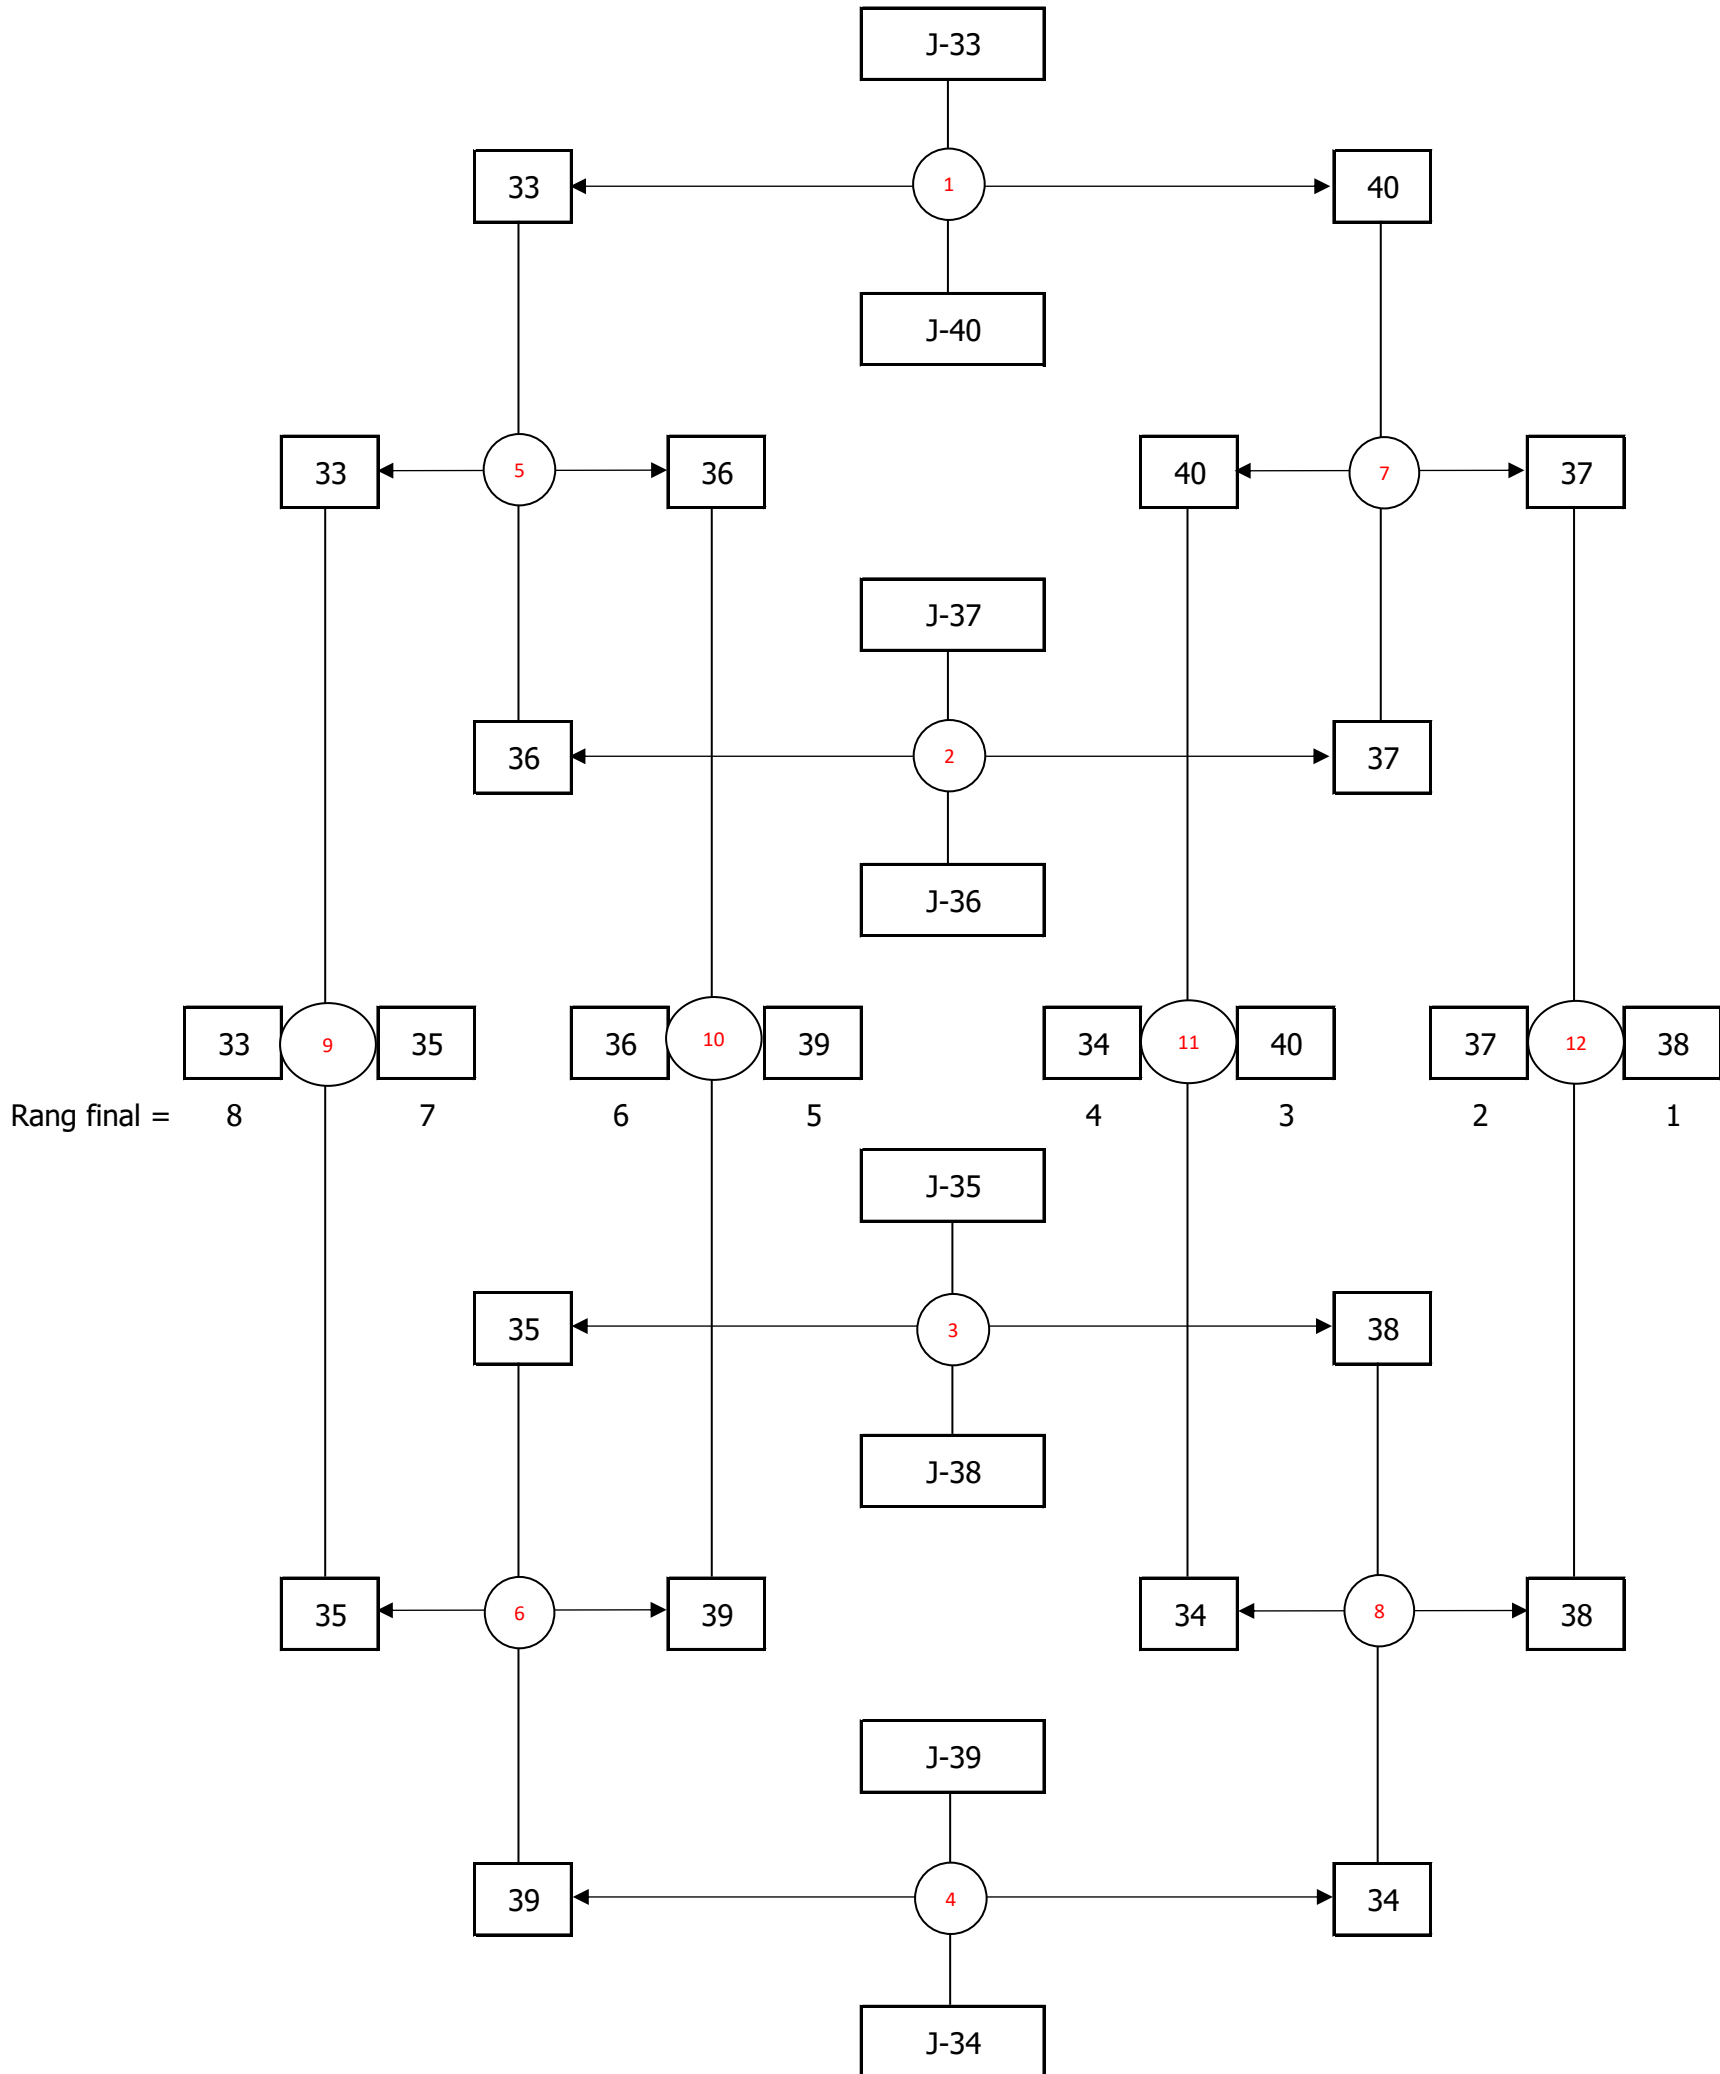 J-33
33 1 40
J-40
33 5 36 40 7 37
J-37
36 2 37
J-36
33 9 35 36 10 39 34 11 40 37 12 38
Rang final = 8 7 6 5 4 3 2 1
J-35
35 3 38
J-38
35 6 39 34 8 38
J-39
39 4 34
J-34